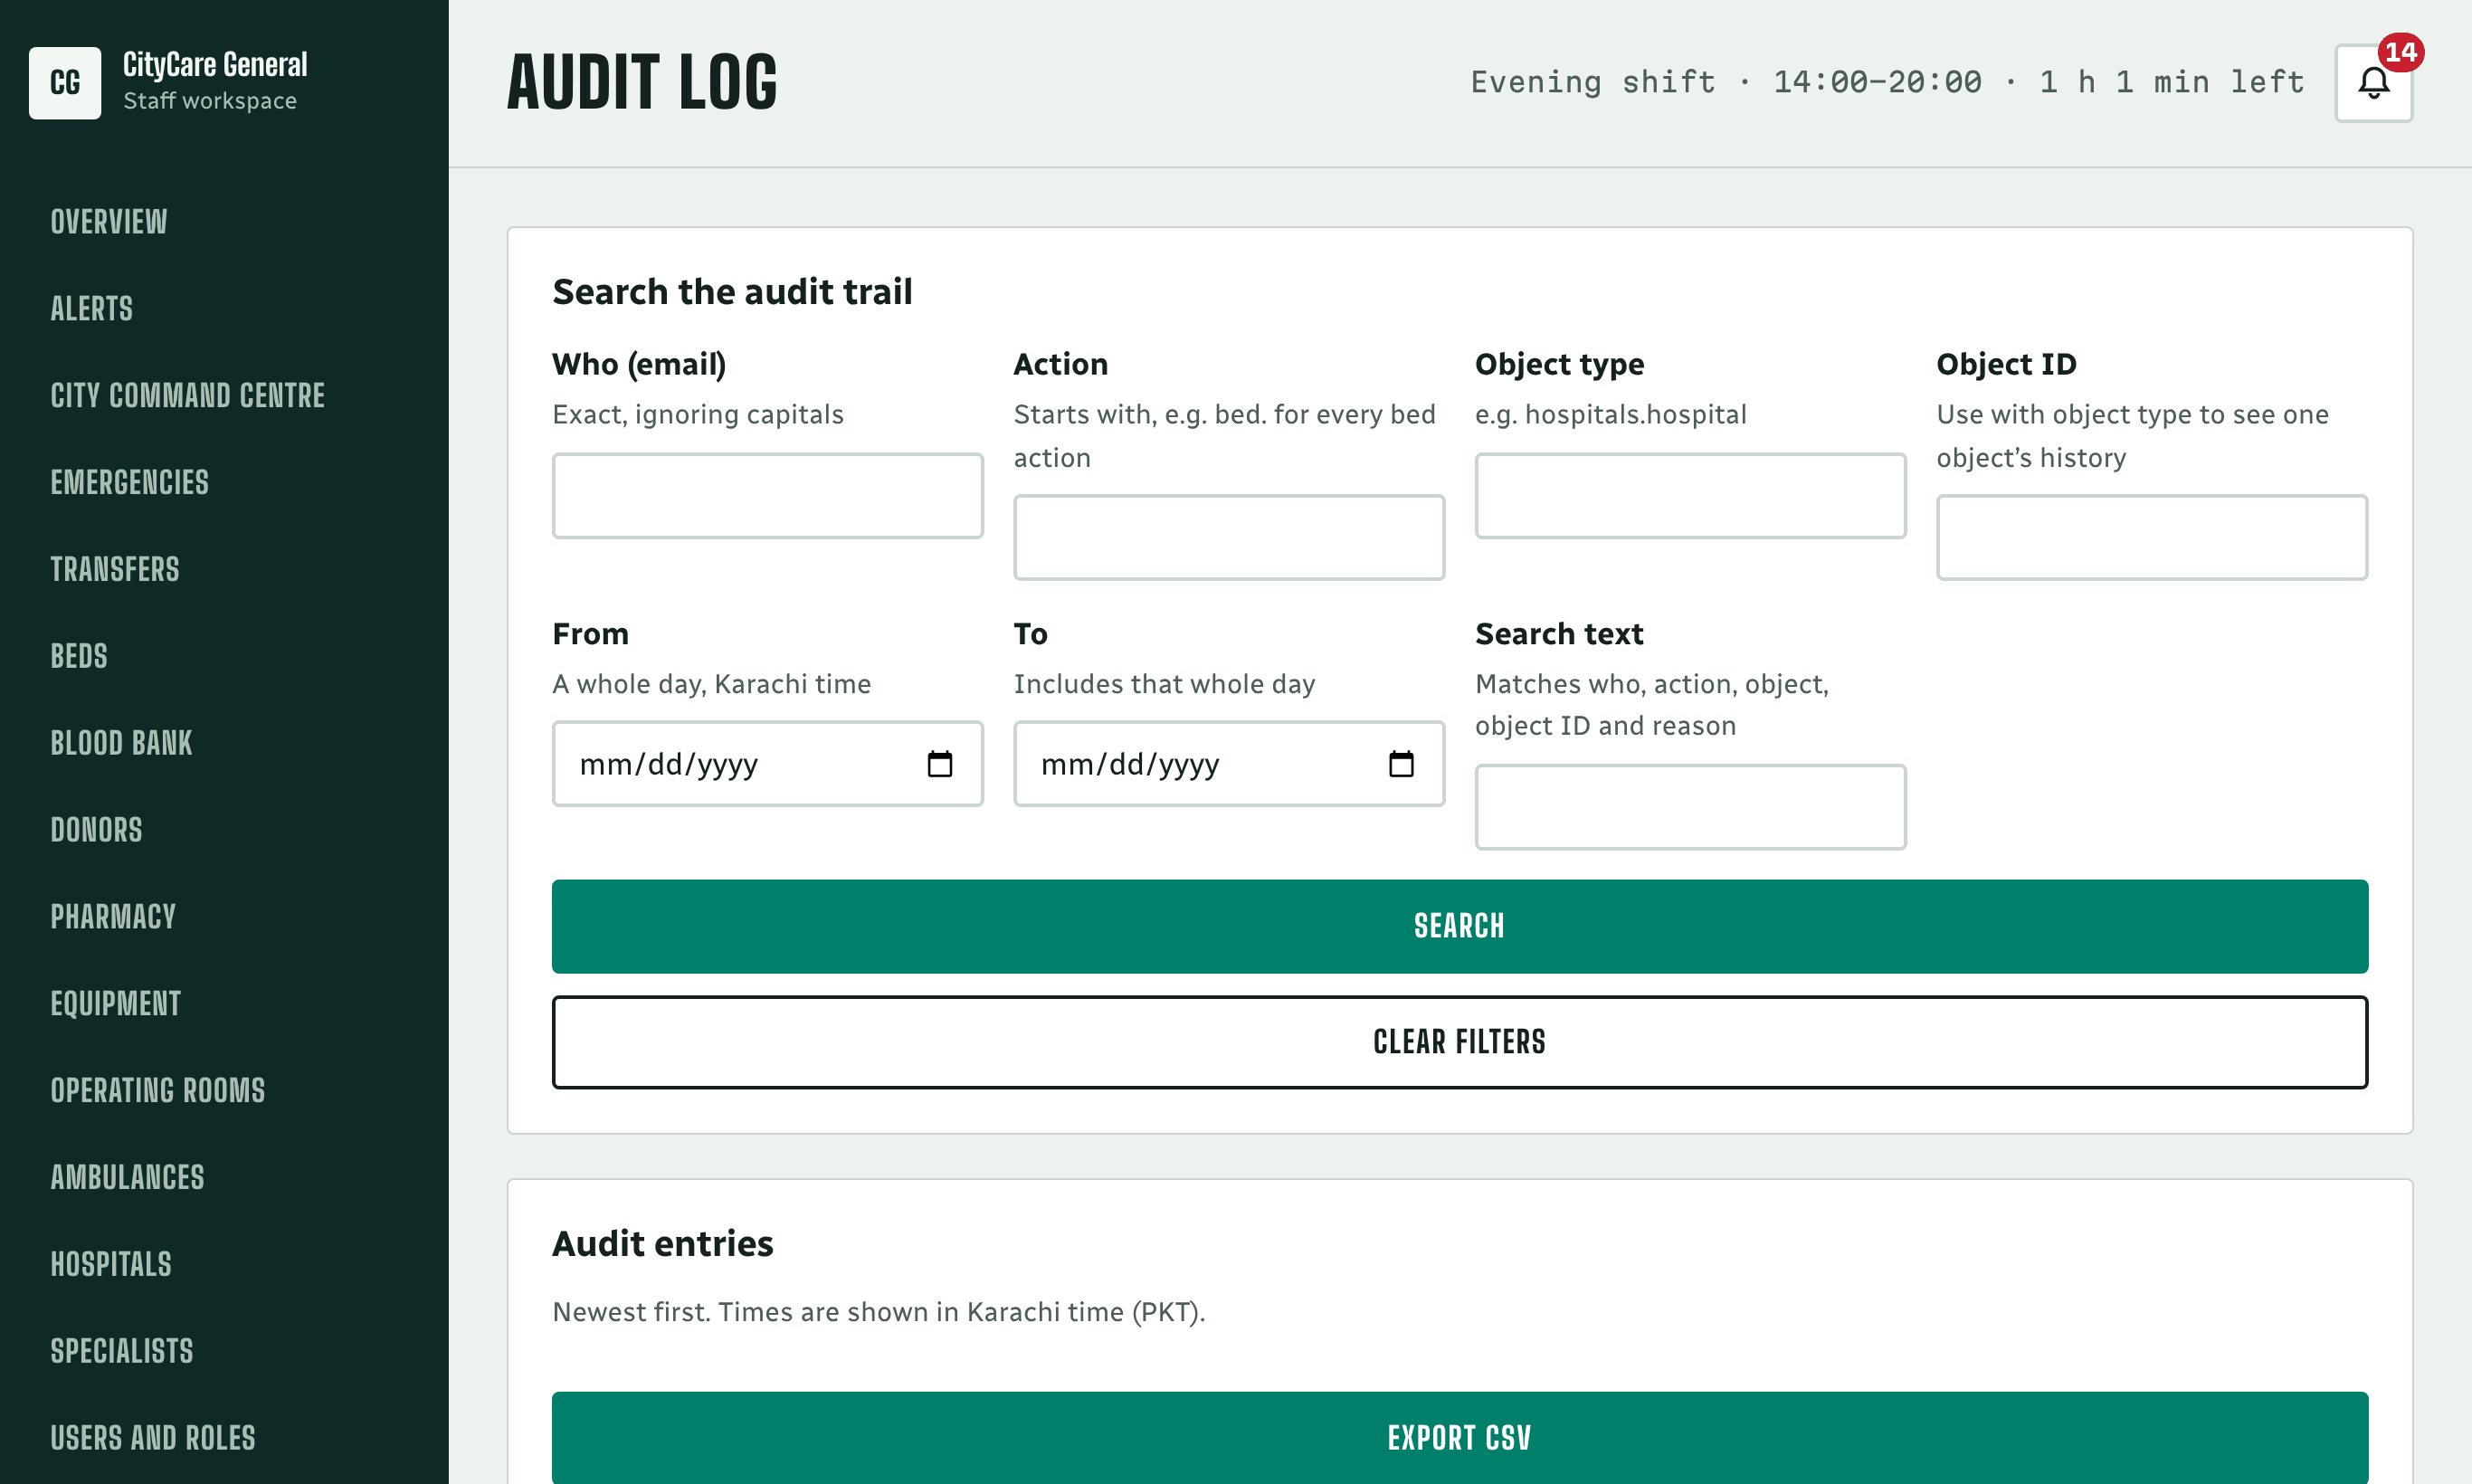 CG
CityCare General
Staff workspace
OVERVIEW
ALERTS
CITY COMMAND CENTRE
EMERGENCIES
TRANSFERS
BEDS
BLOOD BANK
DONORS
PHARMACY
EQUIPMENT
OPERATING ROOMS
AMBULANCES
HOSPITALS
SPECIALISTS
USERS AND ROLES
AUDIT LOG
Evening shift · 14:00–20:00 · 1 h 1 min left
14
Search the audit trail
Who (email)
Exact, ignoring capitals
Action
Starts with, e.g. bed. for every bed
action
Object type
e.g. hospitals.hospital
Object ID
Use with object type to see one
object’s history
From
A whole day, Karachi time
mm/dd/yyyy
To
Includes that whole day
mm/dd/yyyy
Search text
Matches who, action, object,
object ID and reason
SEARCH
CLEAR FILTERS
Audit entries
Newest first. Times are shown in Karachi time (PKT).
EXPORT CSV